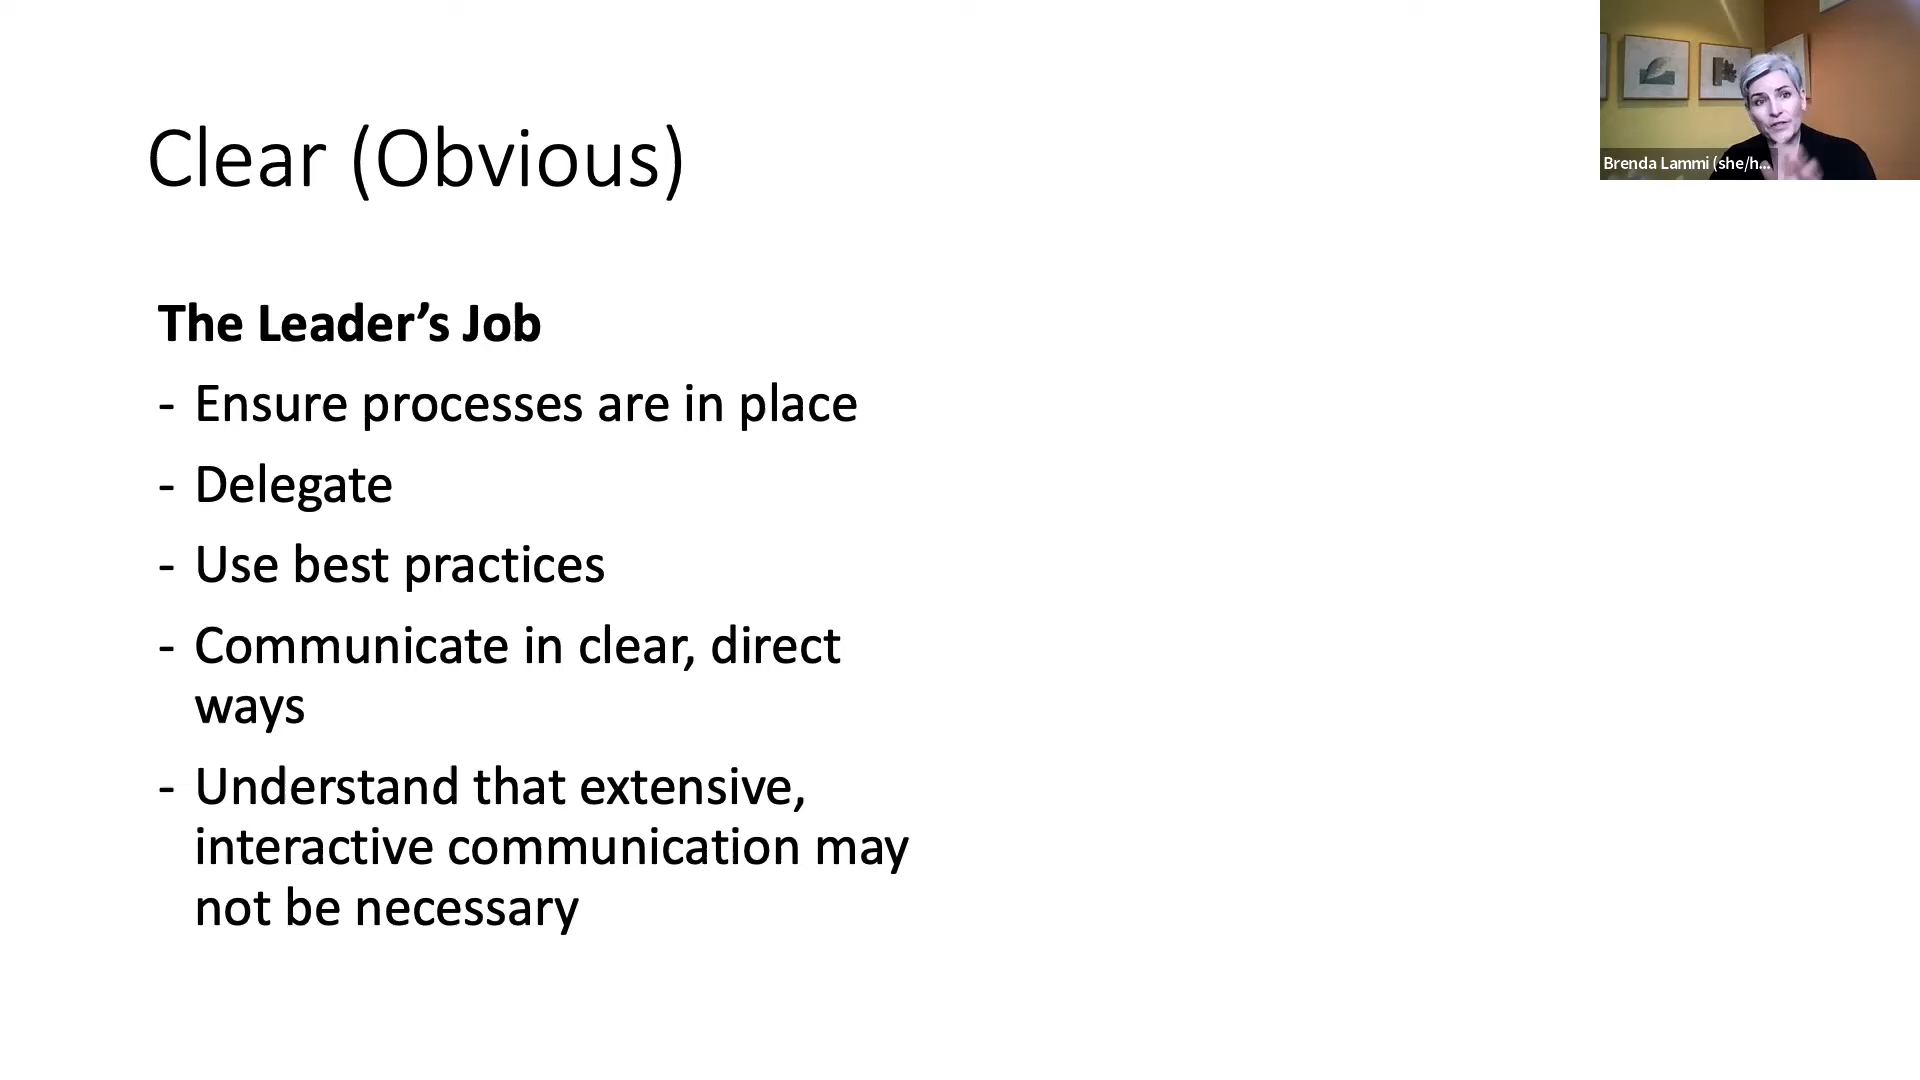 Clear (Obvious)
The Leader’s Job
- Ensure processes are in place
- Delegate
- Use best practices
- Communicate in clear, direct
ways
- Understand that extensive,
interactive communication may
not be necessary
Brenda Lammi (she/h...